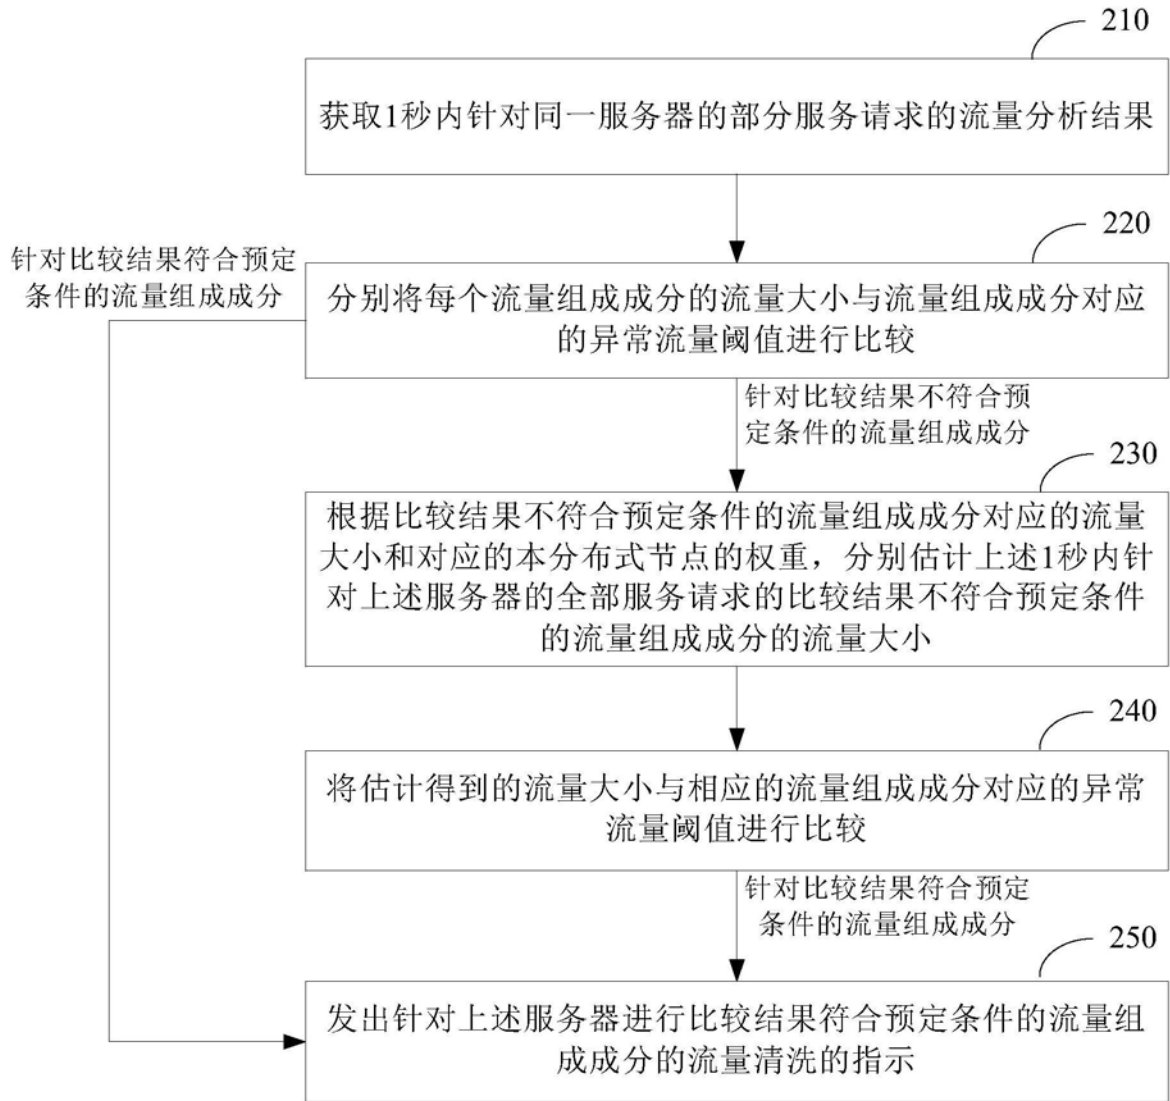 210
获取1秒内针对同一服务器的部分服务请求的流量分析结果
220
针对比较结果符合预定
条件的流量组成成分
分别将每个流量组成成分的流量大小与流量组成成分对应
的异常流量阈值进行比较
针对比较结果不符合预
定条件的流量组成成分
230
根据比较结果不符合预定条件的流量组成成分对应的流量
大小和对应的本分布式节点的权重，分别估计上述1秒内针
对上述服务器的全部服务请求的比较结果不符合预定条件
的流量组成成分的流量大小
240
将估计得到的流量大小与相应的流量组成成分对应的异常
流量阈值进行比较
针对比较结果符合预定
条件的流量组成成分
250
发出针对上述服务器进行比较结果符合预定条件的流量组
成成分的流量清洗的指示